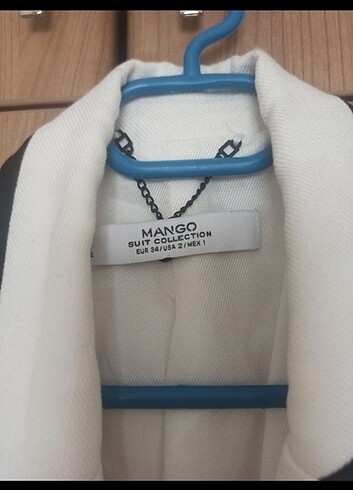 MANGO
SUIT COLLECTION
EUR 34/USA 2/MEX 1